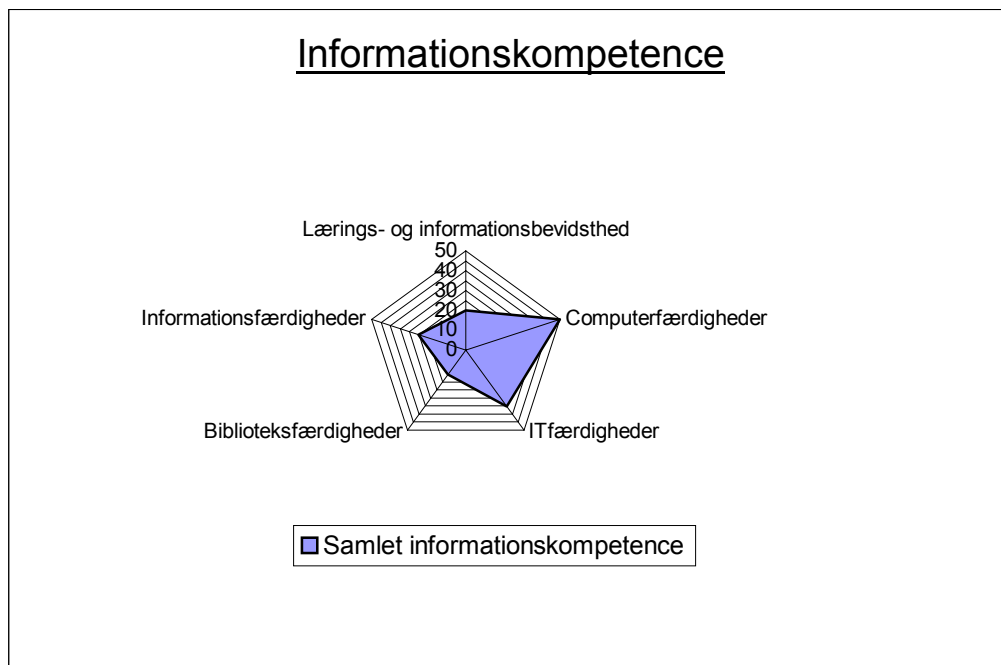 Informationskompetence
Lærings- og informationsbevidsthed
50
40
30
20
10
0
Informationsfærdigheder
Computerfærdigheder
Biblioteksfærdigheder
ITfærdigheder
Samlet informationskompetence